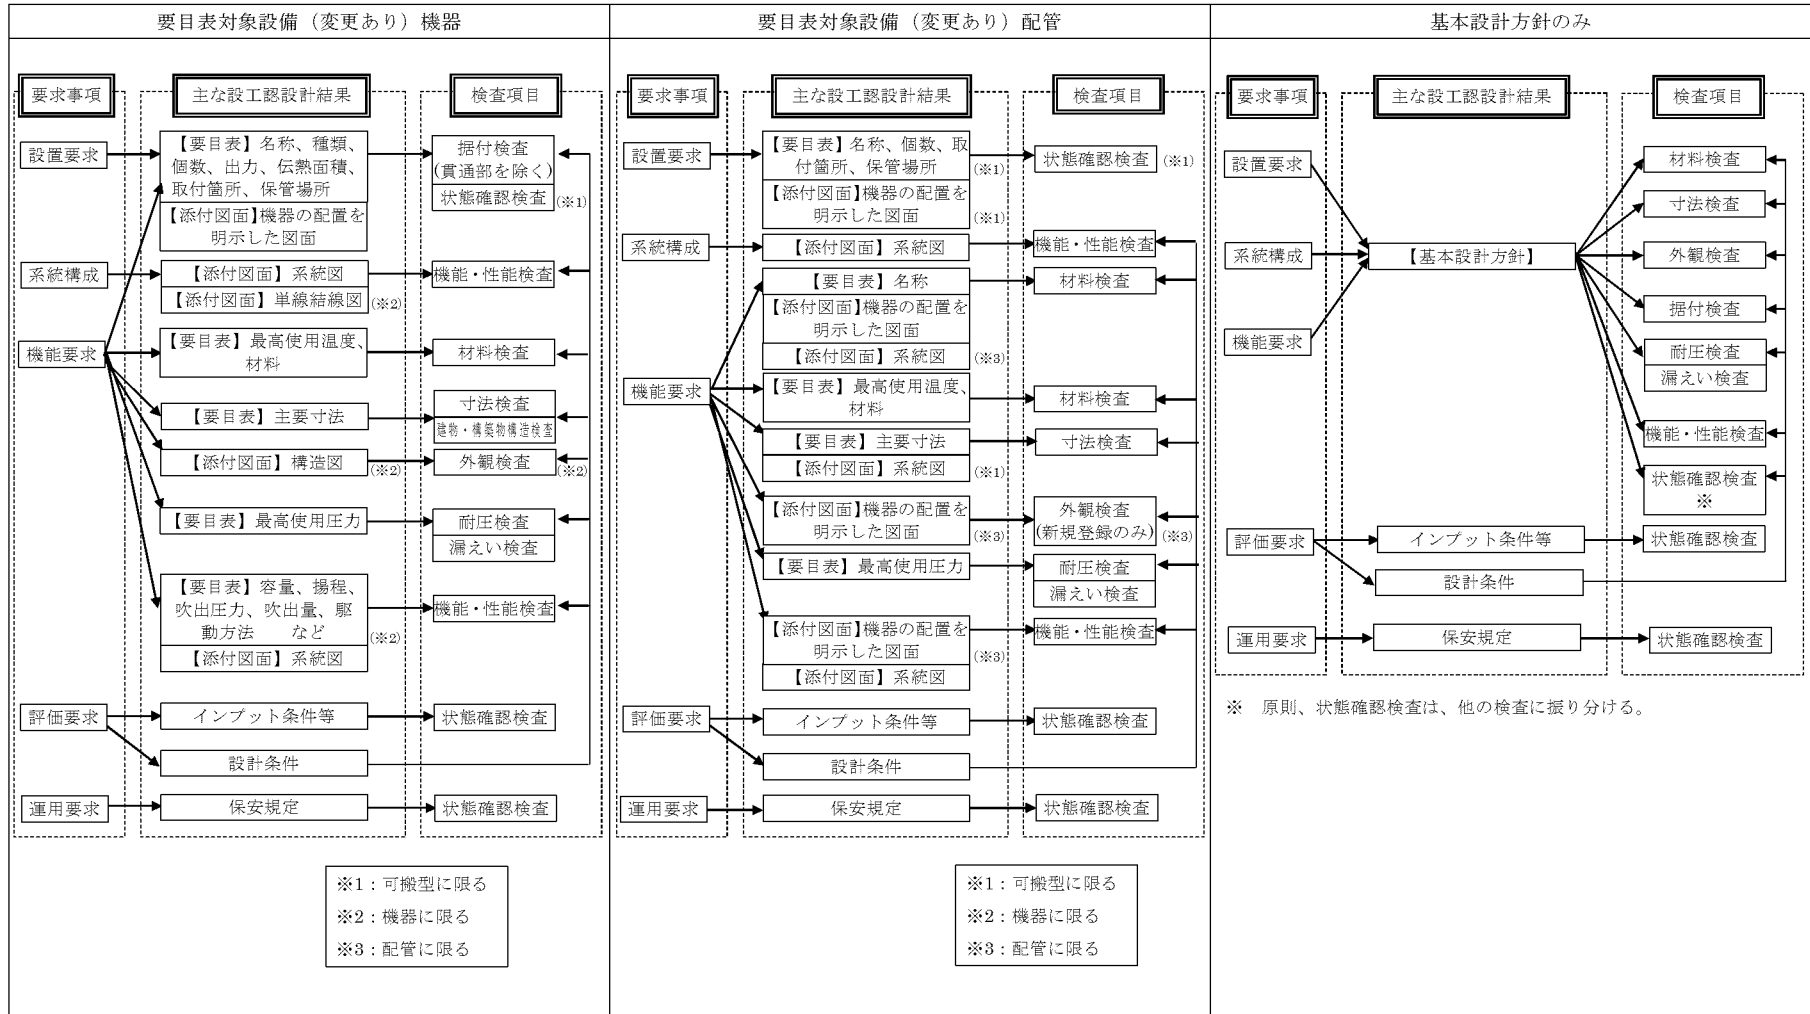 要目表対象設備（変更あり）機器
要求事項
主な設工認設計結果
検査項目
設置要求
【要目表】名称、種類、
個数、出力、伝熱面積、
取付箇所、保管場所
【添付図面】機器の配置を
明示した図面
据付検査
(貫通部を除く)
状態確認検査
(※1)
系統構成
【添付図面】系統図
【添付図面】単線結線図
(※2)
機能・性能検査
機能要求
【要目表】最高使用温度、
材料
材料検査
【要目表】主要寸法
寸法検査
建物・構築物構造検査
【添付図面】構造図
(※2)
外観検査
(※2)
【要目表】最高使用圧力
耐圧検査
漏えい検査
【要目表】容量、揚程、
吹出圧力、吹出量、駆
動方法　など
(※2)
【添付図面】系統図
機能・性能検査
評価要求
インプット条件等
状態確認検査
設計条件
運用要求
保安規定
状態確認検査
※1：可搬型に限る
※2：機器に限る
※3：配管に限る
要目表対象設備（変更あり）配管
要求事項
主な設工認設計結果
検査項目
設置要求
【要目表】名称、個数、取
付箇所、保管場所
(※1)
【添付図面】機器の配置を
明示した図面
(※1)
状態確認検査
(※1)
系統構成
【添付図面】系統図
機能・性能検査
【要目表】名称
【添付図面】機器の配置を
明示した図面
【添付図面】系統図
(※3)
材料検査
機能要求
【要目表】最高使用温度、
材料
材料検査
【要目表】主要寸法
【添付図面】系統図
(※1)
寸法検査
【添付図面】機器の配置を
明示した図面
(※3)
外観検査
(新規登録のみ)
(※3)
【要目表】最高使用圧力
耐圧検査
漏えい検査
【添付図面】機器の配置を
明示した図面
(※3)
【添付図面】系統図
機能・性能検査
評価要求
インプット条件等
状態確認検査
設計条件
運用要求
保安規定
状態確認検査
※1：可搬型に限る
※2：機器に限る
※3：配管に限る
基本設計方針のみ
要求事項
主な設工認設計結果
検査項目
設置要求
系統構成
機能要求
【基本設計方針】
材料検査
寸法検査
外観検査
据付検査
耐圧検査
漏えい検査
機能・性能検査
状態確認検査
※
評価要求
インプット条件等
状態確認検査
設計条件
運用要求
保安規定
状態確認検査
※　原則、状態確認検査は、他の検査に振り分ける。